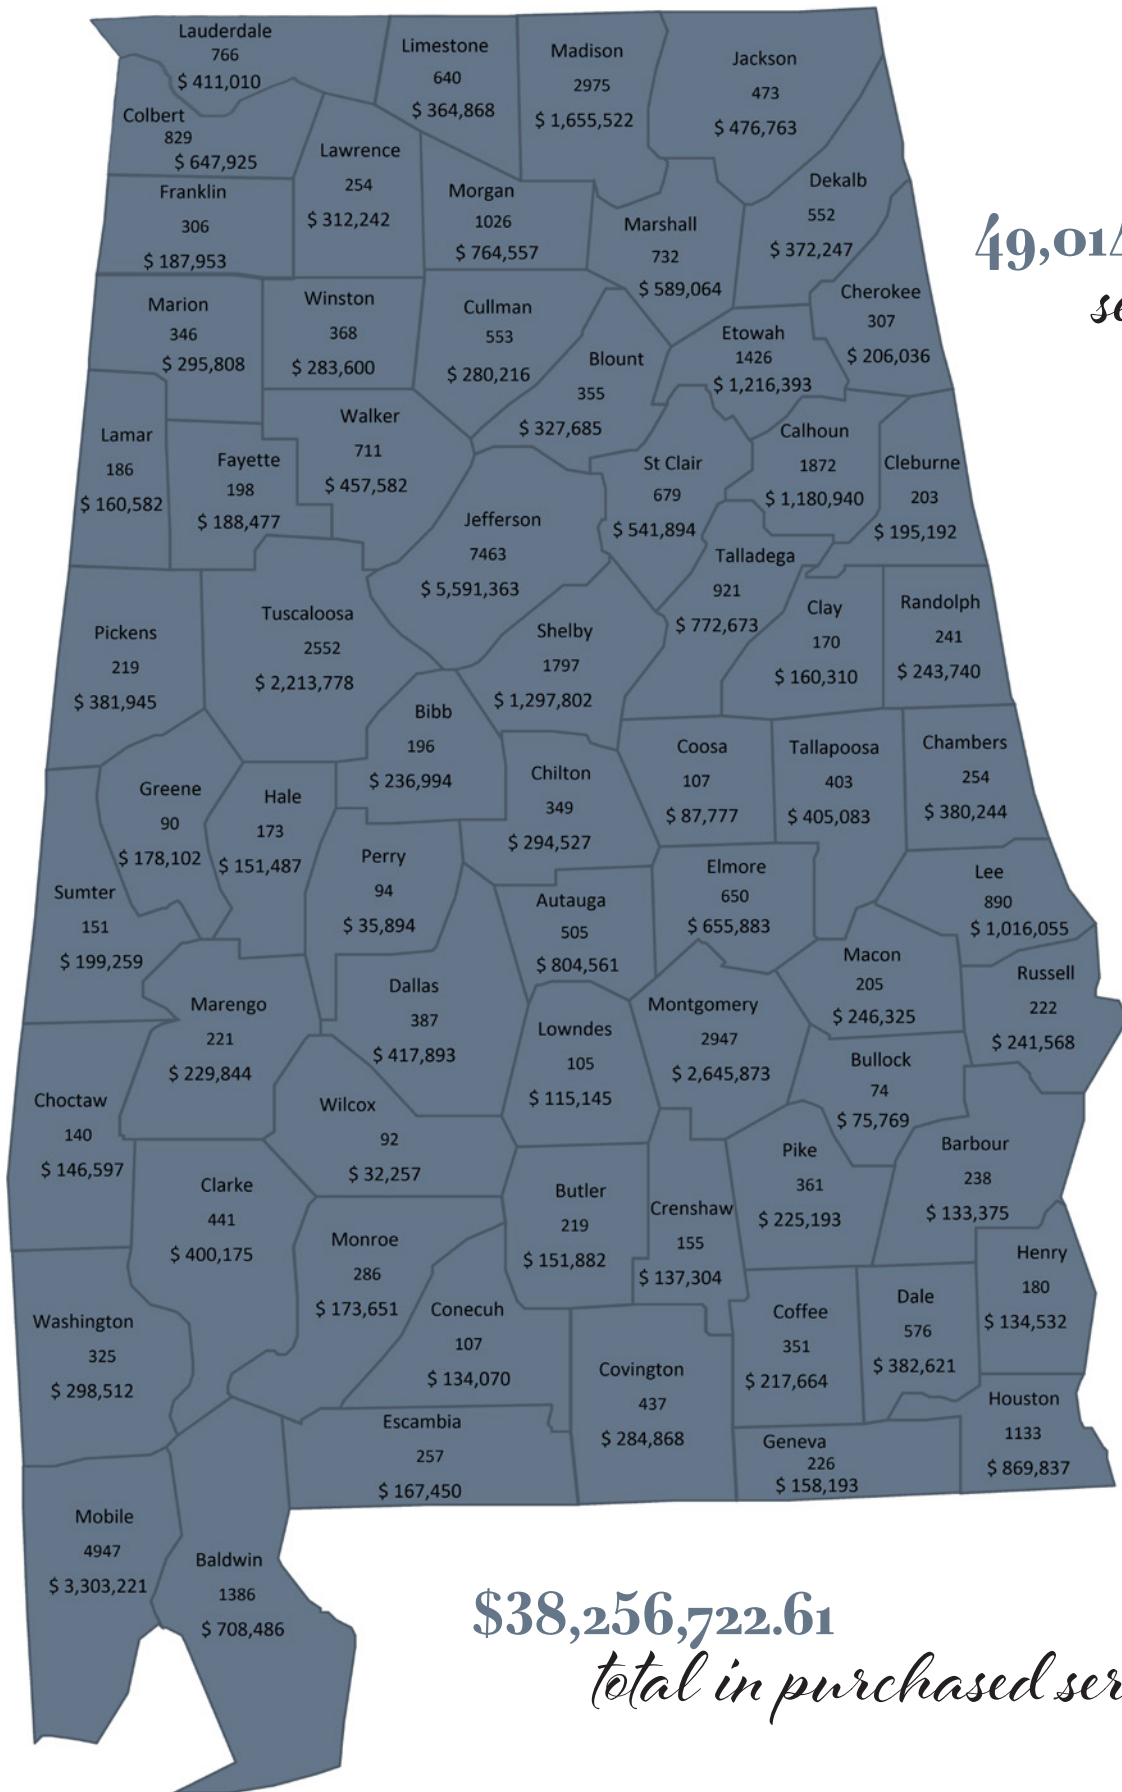 Lauderdale
766
$ 411,010
Limestone
640
$ 364,868
Madison
2975
$ 1,655,522
Jackson
473
$ 476,763
Colbert
829
$ 647,925
Lawrence
254
$ 312,242
Franklin
306
$ 187,953
Morgan
1026
$ 764,557
Marshall
732
$ 589,064
Dekalb
552
$ 372,247
49,014
Marion
346
$ 295,808
Winston
368
$ 283,600
Cullman
553
$ 280,216
Blount
355
$ 327,685
Etowah
1426
$ 1,216,393
Cherokee
307
$ 206,036
Lamar
186
$ 160,582
Fayette
198
$ 188,477
Walker
711
$ 457,582
Jefferson
7463
$ 5,591,363
St Clair
679
$ 541,894
Calhoun
1872
$ 1,180,940
Cleburne
203
$ 195,192
Talladega
921
$ 772,673
Pickens
219
$ 381,945
Tuscaloosa
2552
$ 2,213,778
Shelby
1797
$ 1,297,802
Clay
170
$ 160,310
Randolph
241
$ 243,740
Bibb
196
$ 236,994
Greene
90
$ 178,102
Hale
173
$ 151,487
Chilton
349
$ 294,527
Coosa
107
$ 87,777
Tallapoosa
403
$ 405,083
Chambers
254
$ 380,244
Sumter
151
$ 199,259
Perry
94
$ 35,894
Autauga
505
$ 804,561
Elmore
650
$ 655,883
Lee
890
$ 1,016,055
Marengo
221
$ 229,844
Dallas
387
$ 417,893
Lowndes
105
$ 115,145
Montgomery
2947
$ 2,645,873
Macon
205
$ 246,325
Russell
222
$ 241,568
Bullock
74
$ 75,769
Choctaw
140
$ 146,597
Wilcox
92
$ 32,257
Clarke
441
$ 400,175
Butler
219
$ 151,882
Crenshaw
155
$ 137,304
Pike
361
$ 225,193
Barbour
238
$ 133,375
Monroe
286
$ 173,651
Henry
180
$ 134,532
Washington
325
$ 298,512
Conecuh
107
$ 134,070
Covington
437
$ 284,868
Coffee
351
$ 217,664
Dale
576
$ 382,621
Houston
1133
$ 869,837
Escambia
257
$ 167,450
Geneva
226
$ 158,193
Mobile
4947
$ 3,303,221
Baldwin
1386
$ 708,486
$38,256,722.61
total in purchased ser